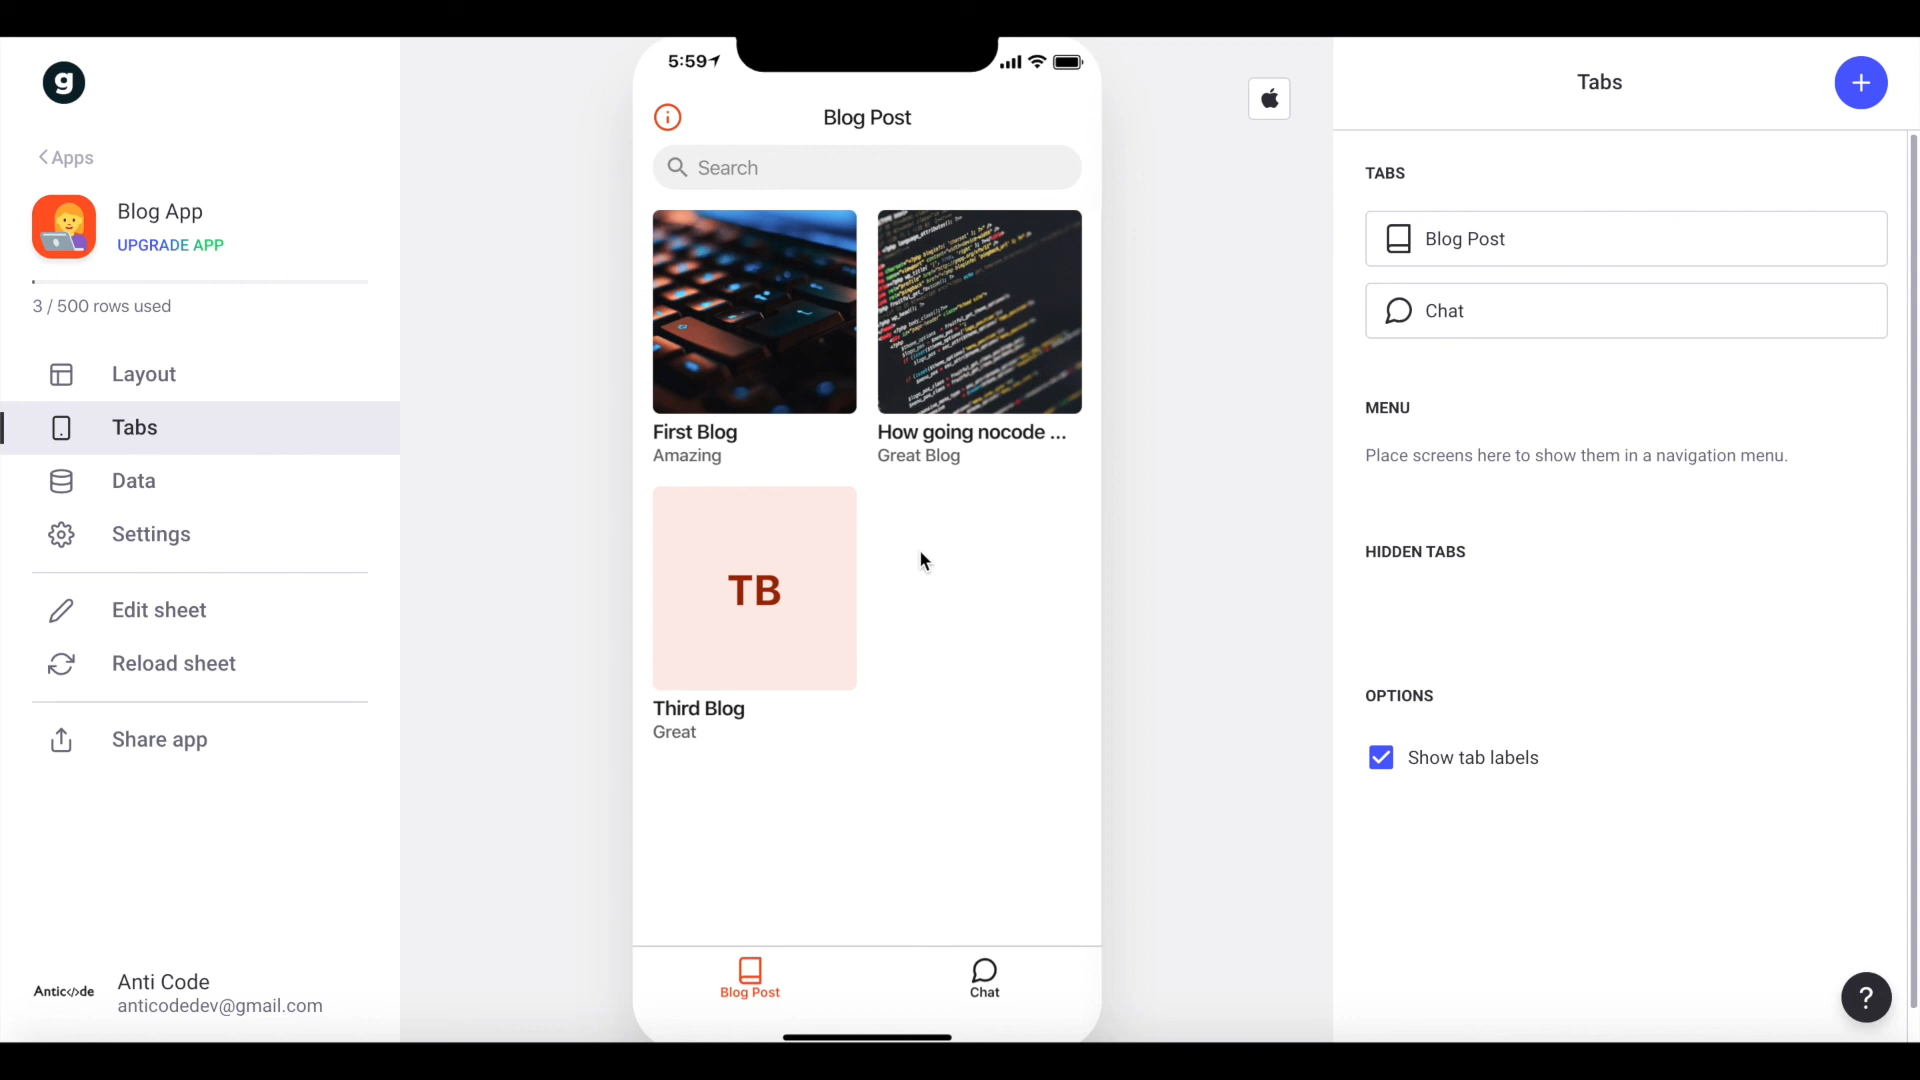 g
Apps
Blog App
UPGRADE APP
3 / 500 rows used
Layout
Tabs
Data
Settings
Edit sheet
Reload sheet
Share app
Antic</>de
Anti Code
anticodedev@gmail.com
5:59
Blog Post
Search
First Blog
Amazing
How going nocode ...
Great Blog
TB
Third Blog
Great
Blog Post
Chat
Tabs
+
TABS
Blog Post
Chat
MENU
Place screens here to show them in a navigation menu.
HIDDEN TABS
OPTIONS
Show tab labels
?